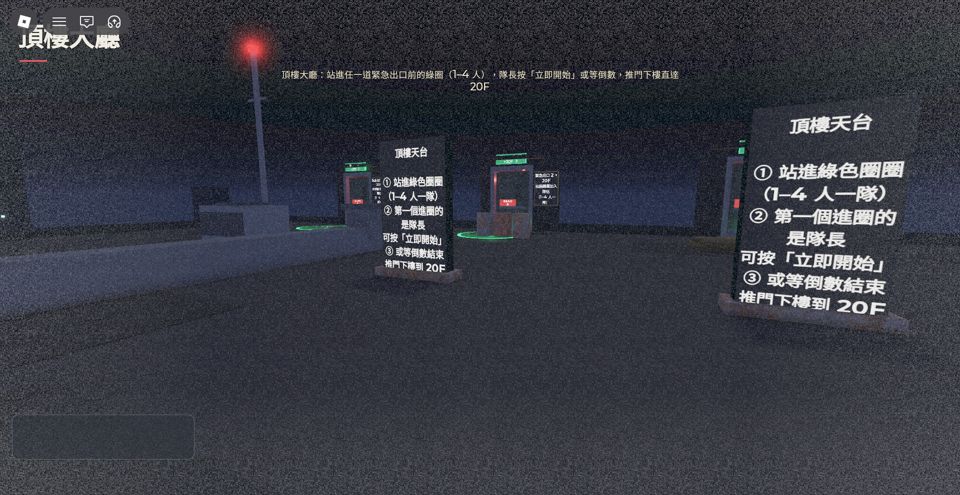 頂樓大廳
頂樓大廳：站進任一道緊急出口前的綠圈（1–4 人），隊長按「立即開始」或等倒數，推門下樓直達
20F
頂樓天台
① 站進綠色圈圈
（1–4 人一隊）
② 第一個進圈的
是隊長
可按「立即開始」
③ 或等倒數結束
推門下樓到 20F
頂樓天台
① 站進綠色圈圈
（1–4 人一隊）
② 第一個進圈的
是隊長
可按「立即開始」
③ 或等倒數結束
推門下樓到 20F